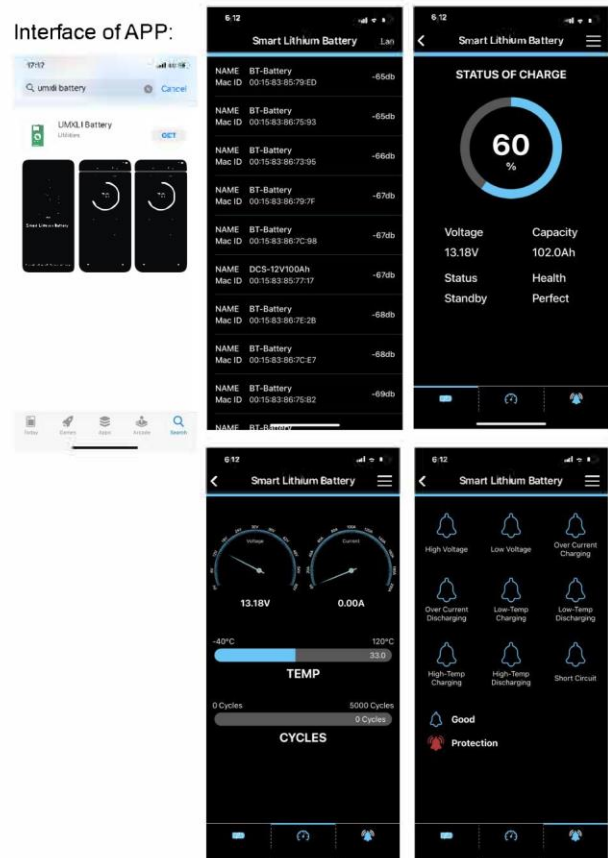 Interface of APP:
17:17
umxli battery
Cancel
LiMXLI Battery
GET
Smart Lithium Battery
Today
Games
Apps
Arcade
Search
6:12
Smart Lithium Battery
Lan
NAME BT-Battery
Mac ID 00:15:83:85:79:ED
-65db
NAME BT-Battery
Mac ID 00:15:83:86:75:93
-65db
NAME BT-Battery
Mac ID 00:15:83:86:73:95
-66db
NAME BT-Battery
Mac ID 00:15:83:86:79:7F
-67db
NAME BT-Battery
Mac ID 00:15:83:86:7C:98
-67db
NAME DCS-12V100Ah
Mac ID 00:15:83:85:77:17
-67db
NAME BT-Battery
Mac ID 00:15:83:86:7E:2B
-68db
NAME BT-Battery
Mac ID 00:15:83:86:7C:E7
-68db
NAME BT-Battery
Mac ID 00:15:83:86:75:B2
-69db
NAME BT-Battery
6:12
Smart Lithium Battery
STATUS OF CHARGE
60
%
Voltage
Capacity
13.18V
102.0Ah
Status
Health
Standby
Perfect
6:12
Smart Lithium Battery
Voltage
Current
13.18V
0.00A
-40°C
120°C
33.0
TEMP
0 Cycles
5000 Cycles
0 Cycles
CYCLES
6:12
Smart Lithium Battery
High Voltage
Low Voltage
Over Current
Charging
Over Current
Discharging
Low-Temp
Charging
Low-Temp
Discharging
High-Temp
Charging
High-Temp
Discharging
Short Circuit
Good
Protection